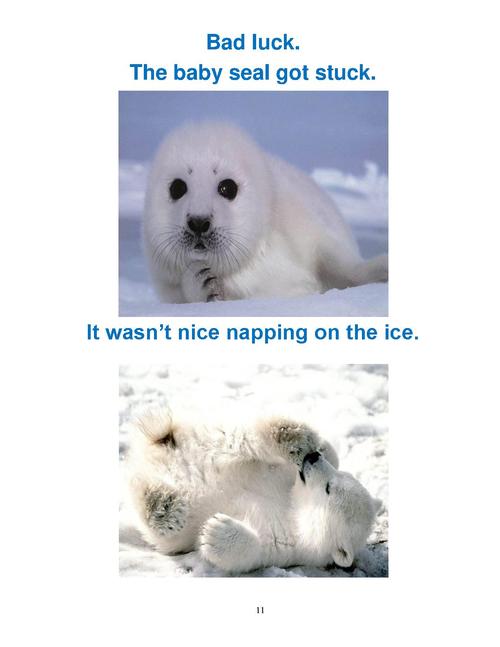 Bad luck.
The baby seal got stuck.
It wasn’t nice napping on the ice.
11